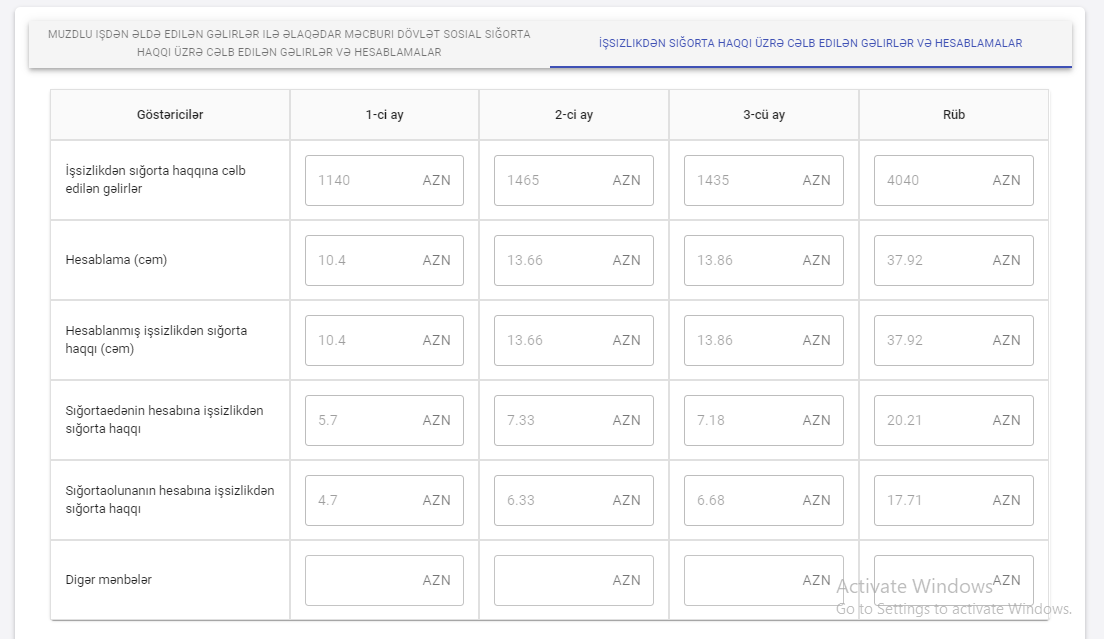 MUZDLU IŞDƏN ƏLDƏ EDILƏN GƏLIRLƏR ILƏ ƏLAQƏDAR MƏCBURI DÖVLƏT SOSIAL SIĞORTA
HAQQI ÜZRƏ CƏLB EDILƏN GƏLIRLƏR VƏ HESABLAMALAR
İŞSIZLIKDƏN SIĞORTA HAQQI ÜZRƏ CƏLB EDILƏN GƏLIRLƏR VƏ HESABLAMALAR
Göstəricilər 1-ci ay 2-ci ay 3-cü ay Rüb
İşsizlikdən sığorta haqqına cəlb
edilən gəlirlər
1140 AZN 1465 AZN 1435 AZN 4040 AZN
Hesablama (cəm) 10.4 AZN 13.66 AZN 13.86 AZN 37.92 AZN
Hesablanmış işsizlikdən sığorta
haqqı (cəm)
10.4 AZN 13.66 AZN 13.86 AZN 37.92 AZN
Sığortaedənin hesabına işsizlikdən
sığorta haqqı
5.7 AZN 7.33 AZN 7.18 AZN 20.21 AZN
Sığortaolunanın hesabına işsizlikdən
sığorta haqqı
4.7 AZN 6.33 AZN 6.68 AZN 17.71 AZN
Digər mənbələr AZN AZN AZN AZN
Activate Windows
Go to Settings to activate Windows.